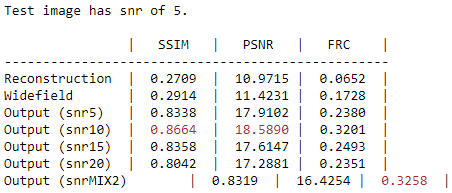 Test image has snr of 5.
| SSIM | PSNR | FRC |
--------------------------------------------------
Reconstruction | 0.2709 | 10.9715 | 0.0652 |
Widefield | 0.2914 | 11.4231 | 0.1728 |
Output (snr5) | 0.8338 | 17.9102 | 0.2380 |
Output (snr10) | 0.8664 | 18.5890 | 0.3201 |
Output (snr15) | 0.8358 | 17.6147 | 0.2493 |
Output (snr20) | 0.8042 | 17.2881 | 0.2351 |
Output (snrMIX2) | 0.8319 | 16.4254 | 0.3258 |